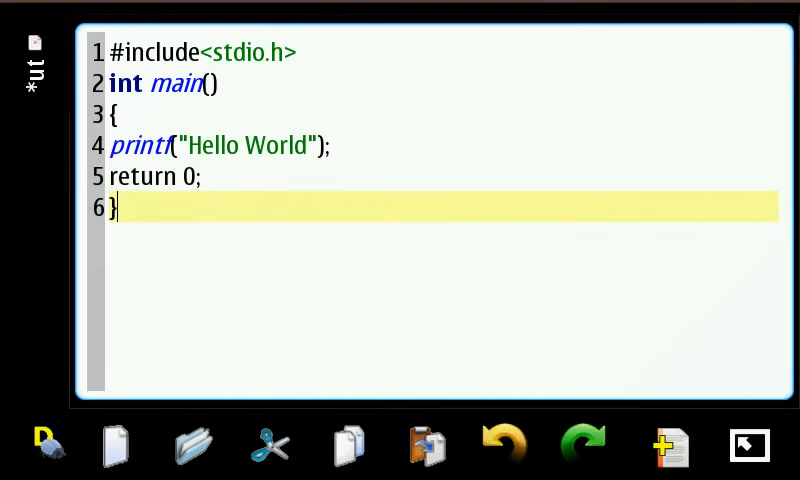 *ut
1 #include<stdio.h>
2 int main()
3 {
4 printf("Hello World");
5 return 0;
6 }
D